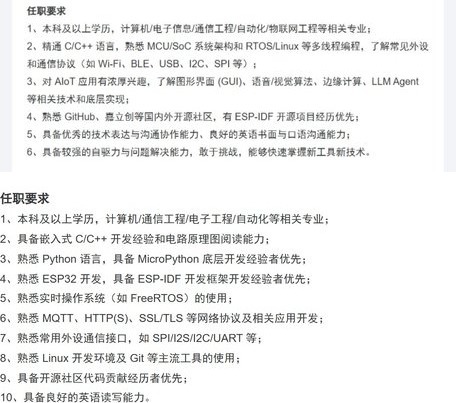 任职要求
1、本科及以上学历，计算机/电子信息/通信工程/自动化/物联网工程等相关专业；
2、精通 C/C++ 语言，熟悉 MCU/SoC 系统架构和 RTOS/Linux 等多线程编程，了解常见外设
和通信协议（如 Wi-Fi、BLE、USB、I2C、SPI 等）；
3、对 AIoT 应用有浓厚兴趣，了解图形界面 (GUI)、语音/视觉算法、边缘计算、LLM Agent
等相关技术和底层实现；
4、熟悉 GitHub、嘉立创等国内外开源社区，有 ESP-IDF 开源项目经历优先；
5、具备优秀的技术表达与沟通协作能力、良好的英语书面与口语沟通能力；
6、具备较强的自驱力与问题解决能力，敢于挑战，能够快速掌握新工具新技术。
任职要求
1、本科及以上学历，计算机/通信工程/电子工程/自动化等相关专业；
2、具备嵌入式 C/C++ 开发经验和电路原理图阅读能力；
3、熟悉 Python 语言，具备 MicroPython 底层开发经验者优先；
4、熟悉 ESP32 开发，具备 ESP-IDF 开发框架开发经验者优先；
5、熟悉实时操作系统（如 FreeRTOS）的使用；
6、熟悉 MQTT、HTTP(S)、SSL/TLS 等网络协议及相关应用开发；
7、熟悉常用外设通信接口，如 SPI/I2S/I2C/UART 等；
8、熟悉 Linux 开发环境及 Git 等主流工具的使用；
9、具备开源社区代码贡献经历者优先；
10、具备良好的英语读写能力。